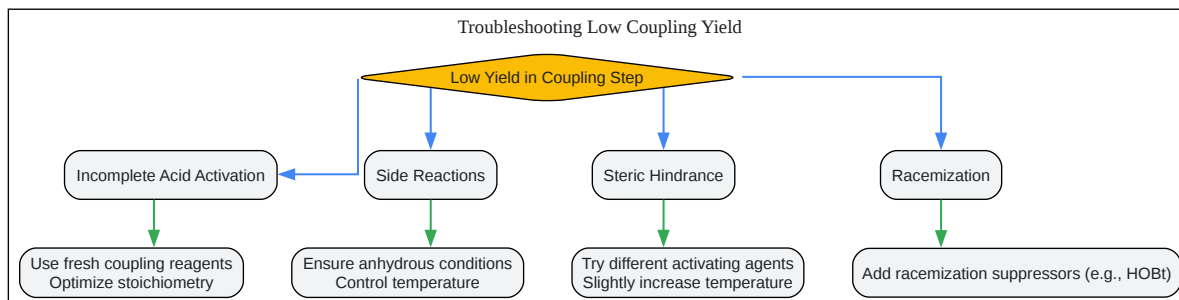 Troubleshooting Low Coupling Yield
Low Yield in Coupling Step
Incomplete Acid Activation
Side Reactions
Steric Hindrance
Racemization
Use fresh coupling reagents
Optimize stoichiometry
Ensure anhydrous conditions
Control temperature
Try different activating agents
Slightly increase temperature
Add racemization suppressors (e.g., HOBt)